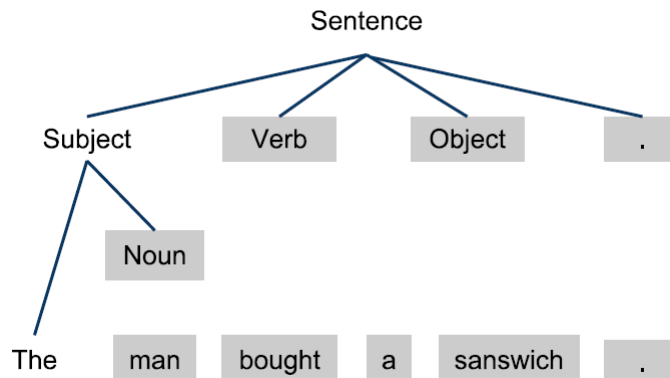 Sentence
Subject Verb Object .
Noun
The man bought a sanswich .